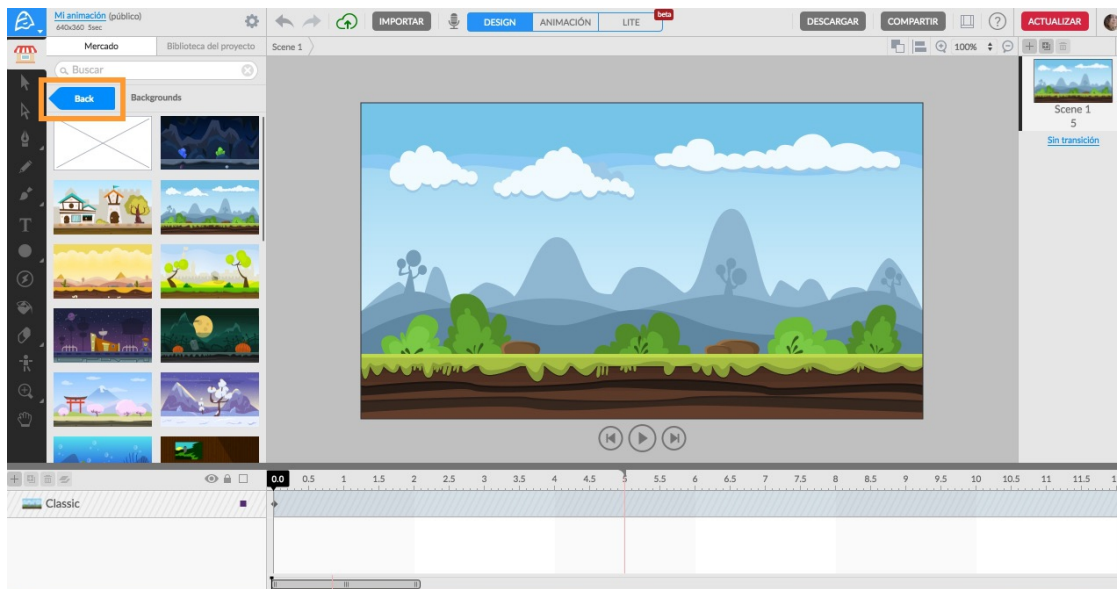 Mi animación (público)
640x360 5sec
IMPORTAR
DESIGN
ANIMACIÓN
LITE
beta
DESCARGAR
COMPARTIR
?
ACTUALIZAR
Mercado
Biblioteca del proyecto
Scene 1
100%
Buscar
Back
Backgrounds
T
Scene 1
5
Sin transición
0.0 0.5 1 1.5 2 2.5 3 3.5 4 4.5 5.5 6 6.5 7 7.5 8 8.5 9 9.5 10 10.5 11 11.5 1
Classic